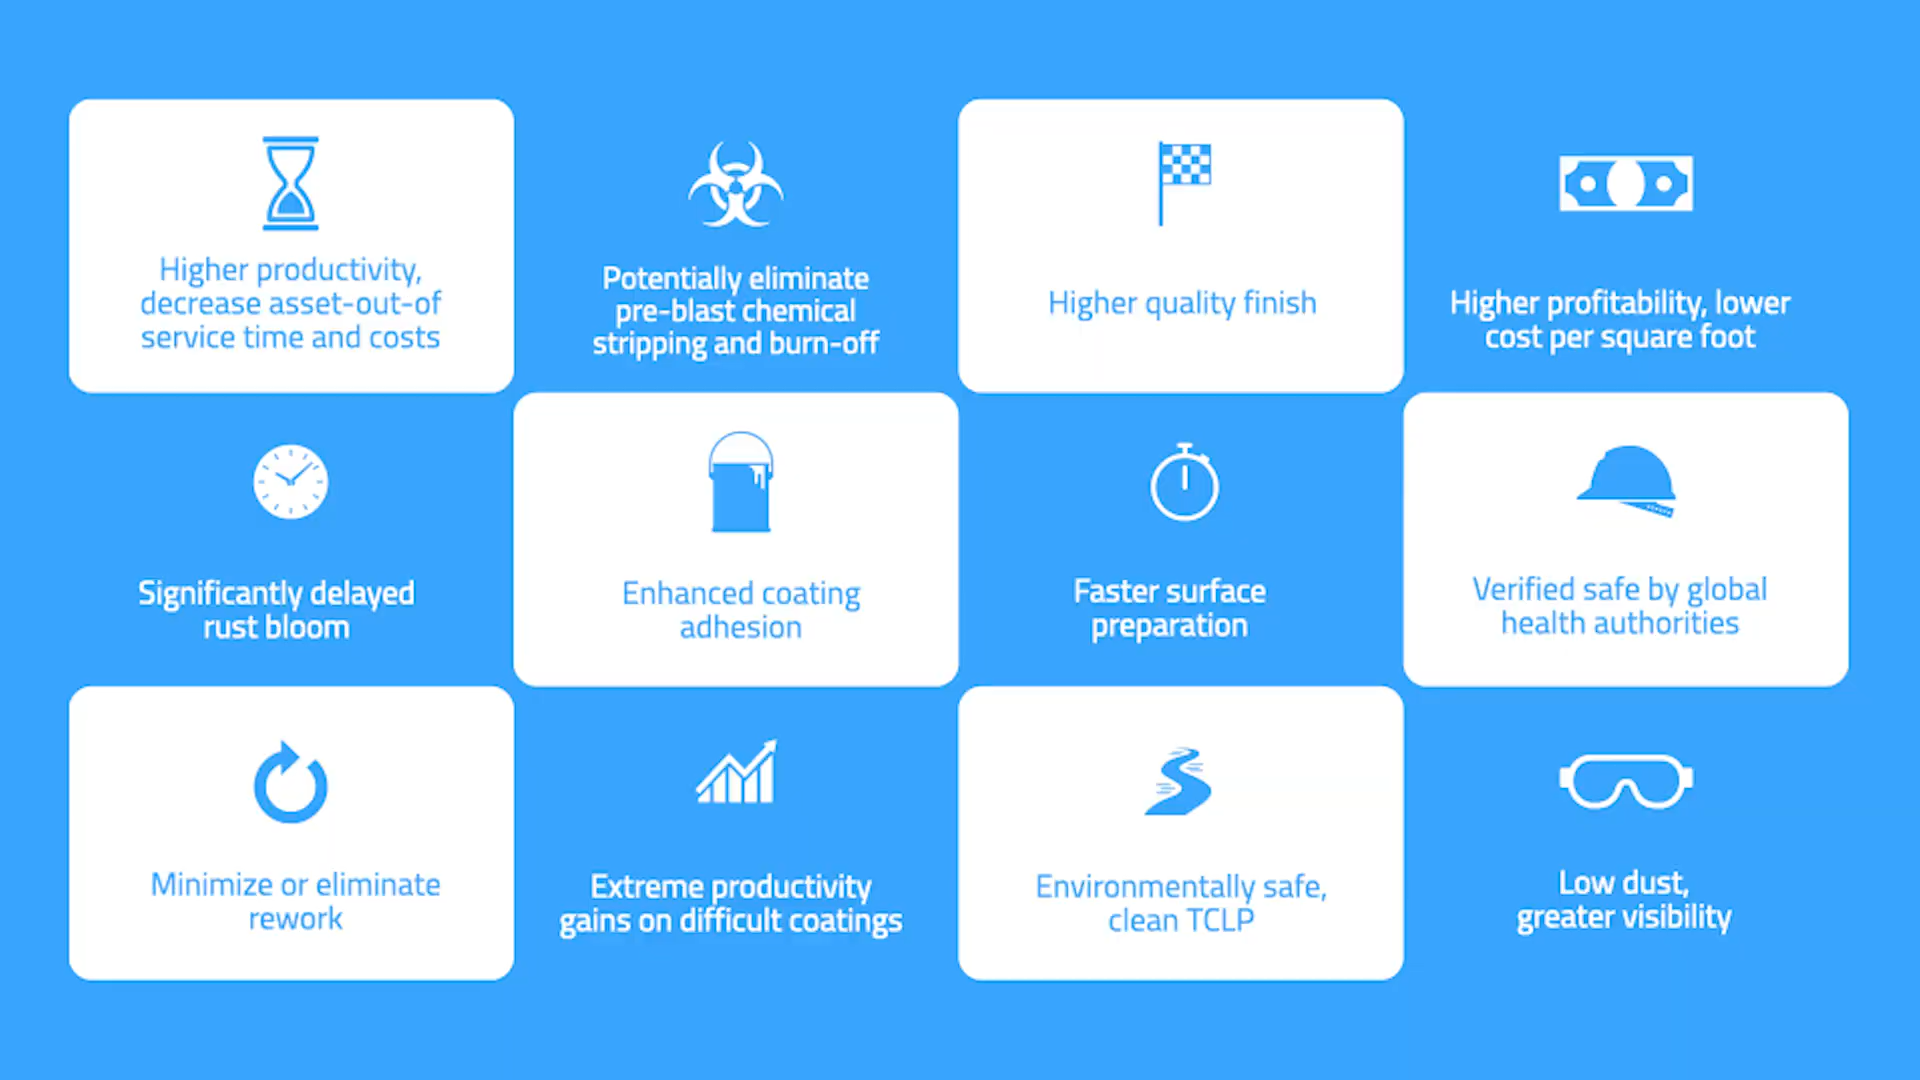 Higher productivity,
decrease asset-out-of
service time and costs
Potentially eliminate
pre-blast chemical
stripping and burn-off
Higher quality finish
Higher profitability, lower
cost per square foot
Significantly delayed
rust bloom
Enhanced coating
adhesion
Faster surface
preparation
Verified safe by global
health authorities
Minimize or eliminate
rework
Extreme productivity
gains on difficult coatings
Environmentally safe,
clean TCLP
Low dust,
greater visibility